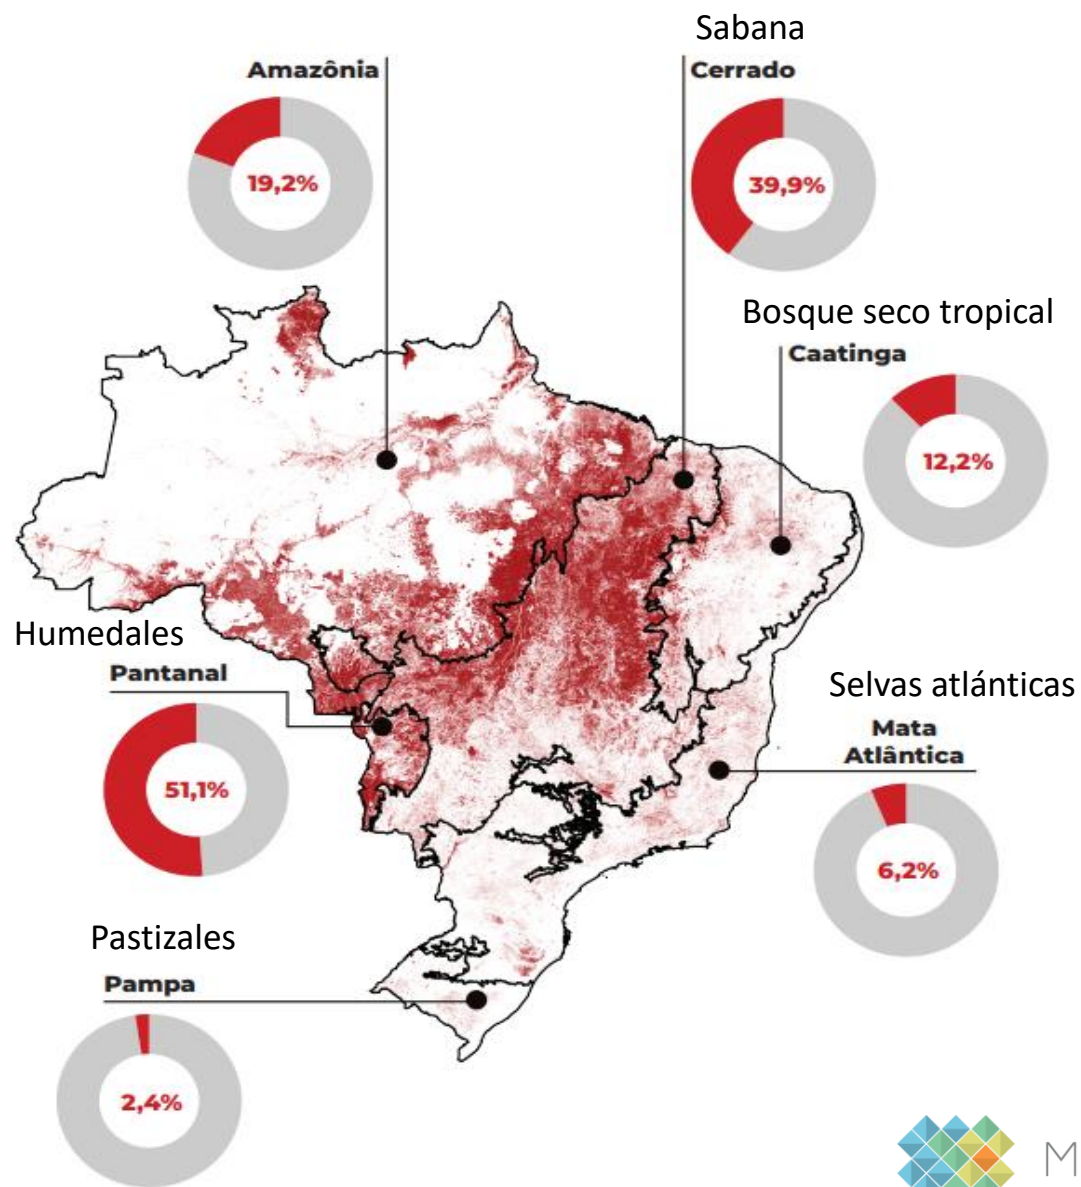 Sabana
Amazônia
Cerrado
19,2%
39,9%
Bosque seco tropical
Caatinga
12,2%
Humedales
Pantanal
51,1%
Selvas atlánticas
Mata
Atlântica
6,2%
Pastizales
Pampa
2,4%
M